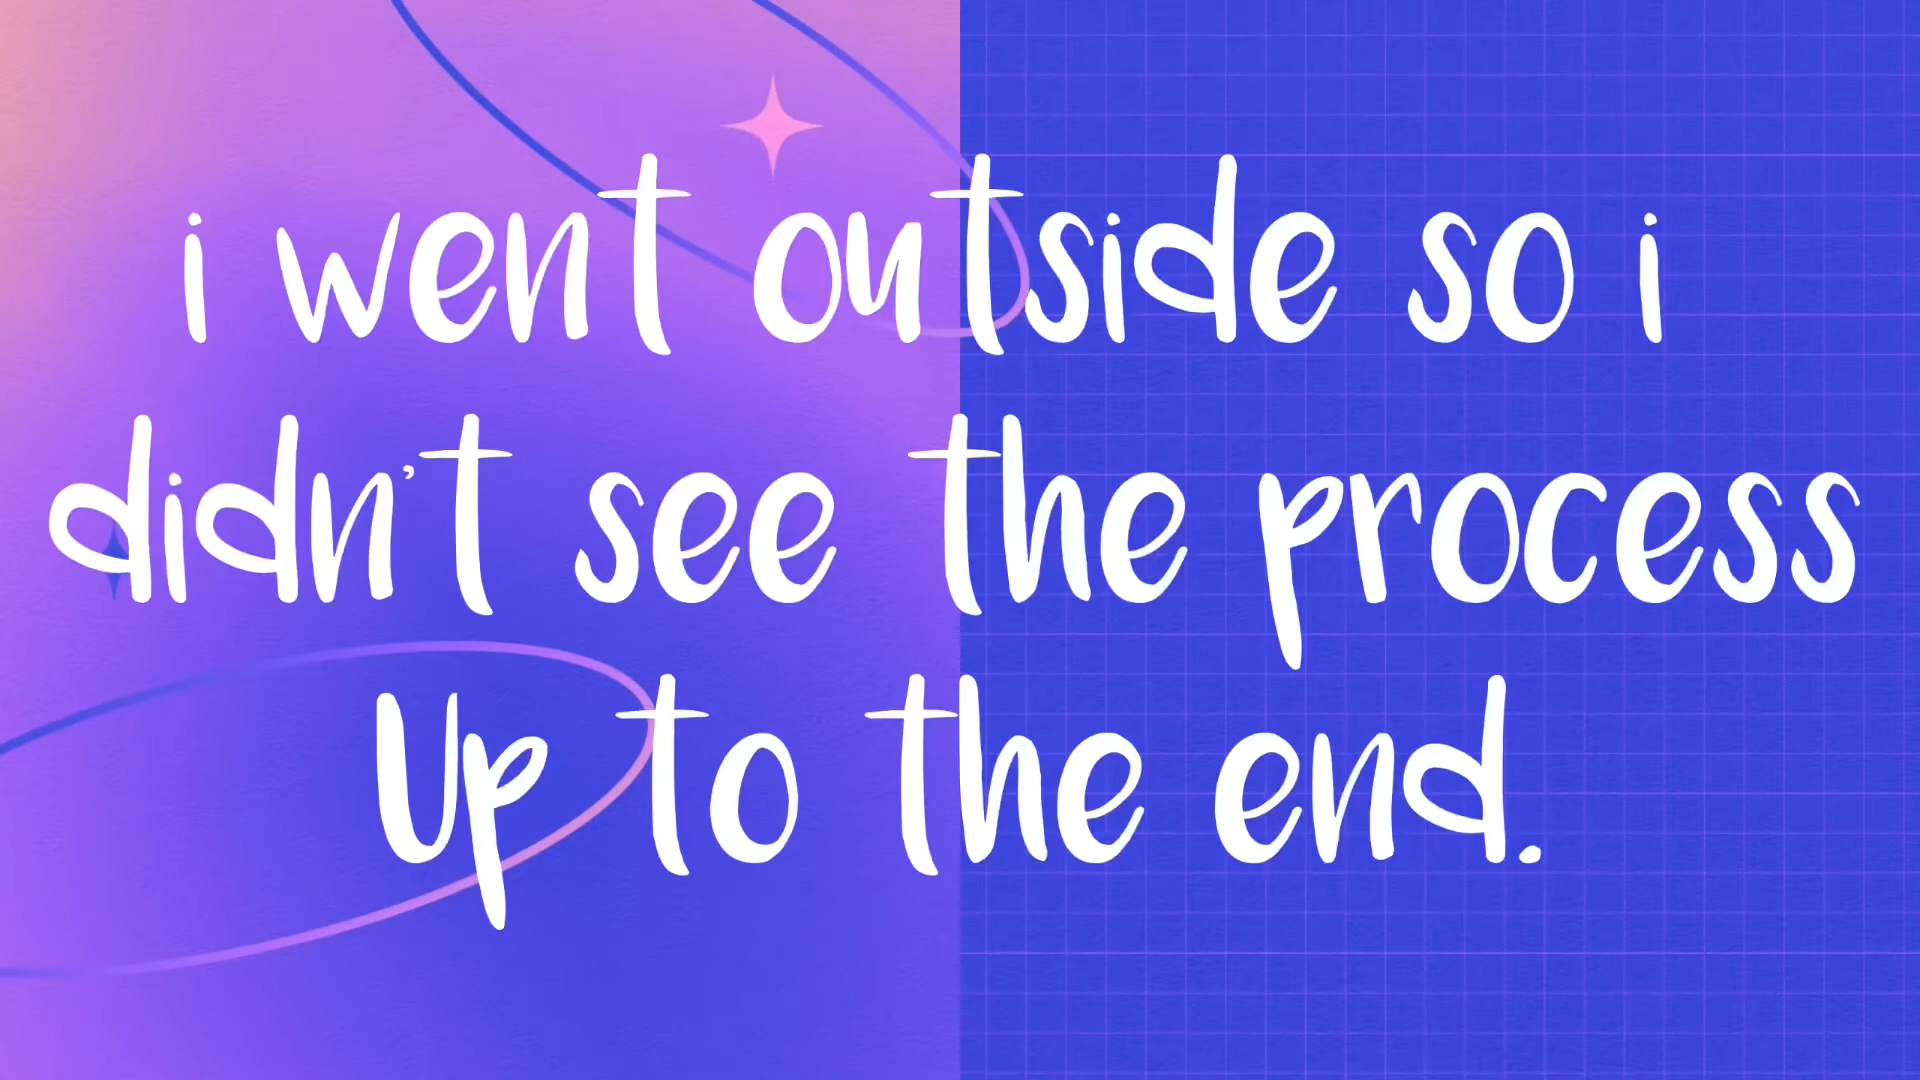 i went outside so i
didn't see the process
Up to the end.